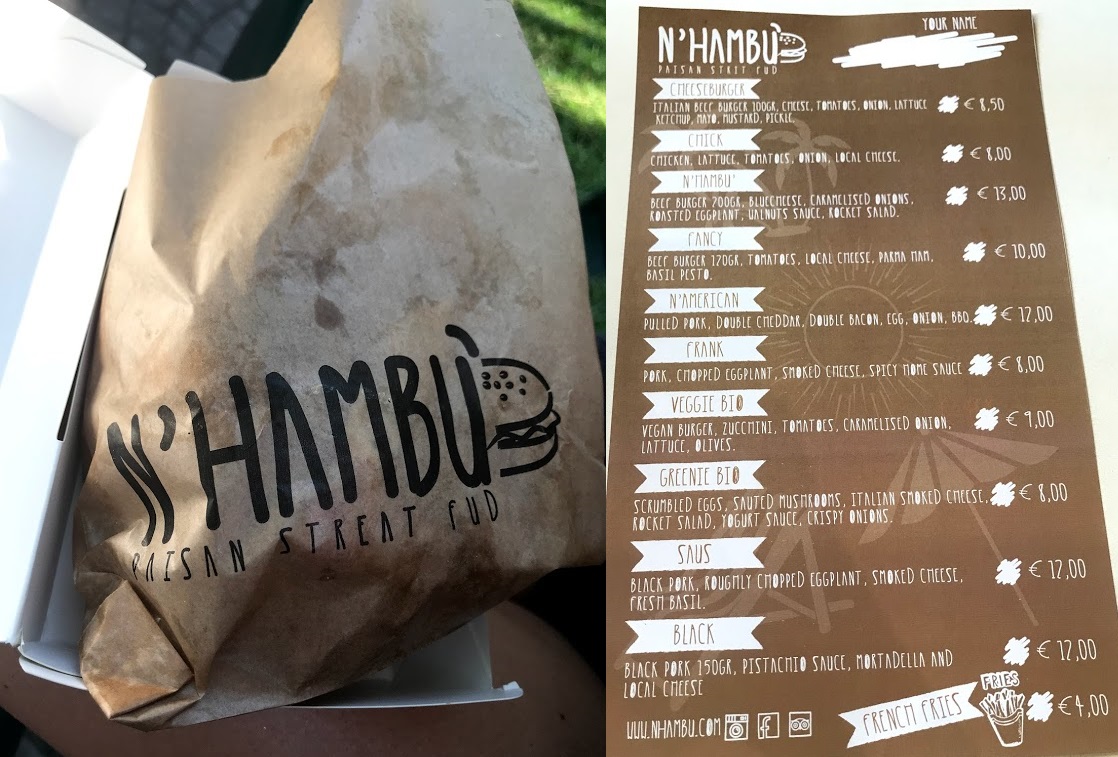 N'HAMBÙ
PAISAN STREAT FUD
N'HAMBÙ
PAISAN STRIT FUD
YOUR NAME
CHEESEBURGER
ITALIAN BEEF BURGER 100GR, CHEESE, TOMATOES, ONION, LATTUCE
KETCHUP, MAYO, MUSTARD, PICKLE.
€ 8,50
CHICK
CHICKEN, LATTUCE, TOMATOES, ONION, LOCAL CHEESE.
€ 8,00
N'HAMBU'
BEEF BURGER 200GR, BLUECHEESE, CARAMELISED ONIONS,
ROASTED EGGPLANT, WALNUTS SAUCE, ROCKET SALAD.
€ 13,00
FANCY
BEEF BURGER 120GR, TOMATOES, LOCAL CHEESE, PARMA HAM,
BASIL PESTO.
€ 10,00
N'AMERICAN
PULLED PORK, DOUBLE CHEDDAR, DOUBLE BACON, EGG, ONION, BBQ. € 12,00
FRANK
PORK, CHOPPED EGGPLANT, SMOKED CHEESE, SPICY HOME SAUCE € 8,00
VEGGIE BIO
VEGAN BURGER, ZUCCHINI, TOMATOES, CARAMELISED ONION,
LATTUCE, OLIVES.
€ 9,00
GREENIE BIO
SCRUMBLED EGGS, SAUTED MUSHROOMS, ITALIAN SMOKED CHEESE,
ROCKET SALAD, YOGURT SAUCE, CRISPY ONIONS.
€ 8,00
SAUS
BLACK PORK, ROUGHLY CHOPPED EGGPLANT, SMOKED CHEESE,
FRESH BASIL.
€ 12,00
BLACK
BLACK PORK 150GR, PISTACHIO SAUCE, MORTADELLA AND
LOCAL CHEESE
€ 12,00
WWW.NHAMBU.COM
FRENCH FRIES
FRIES
€ 4,00